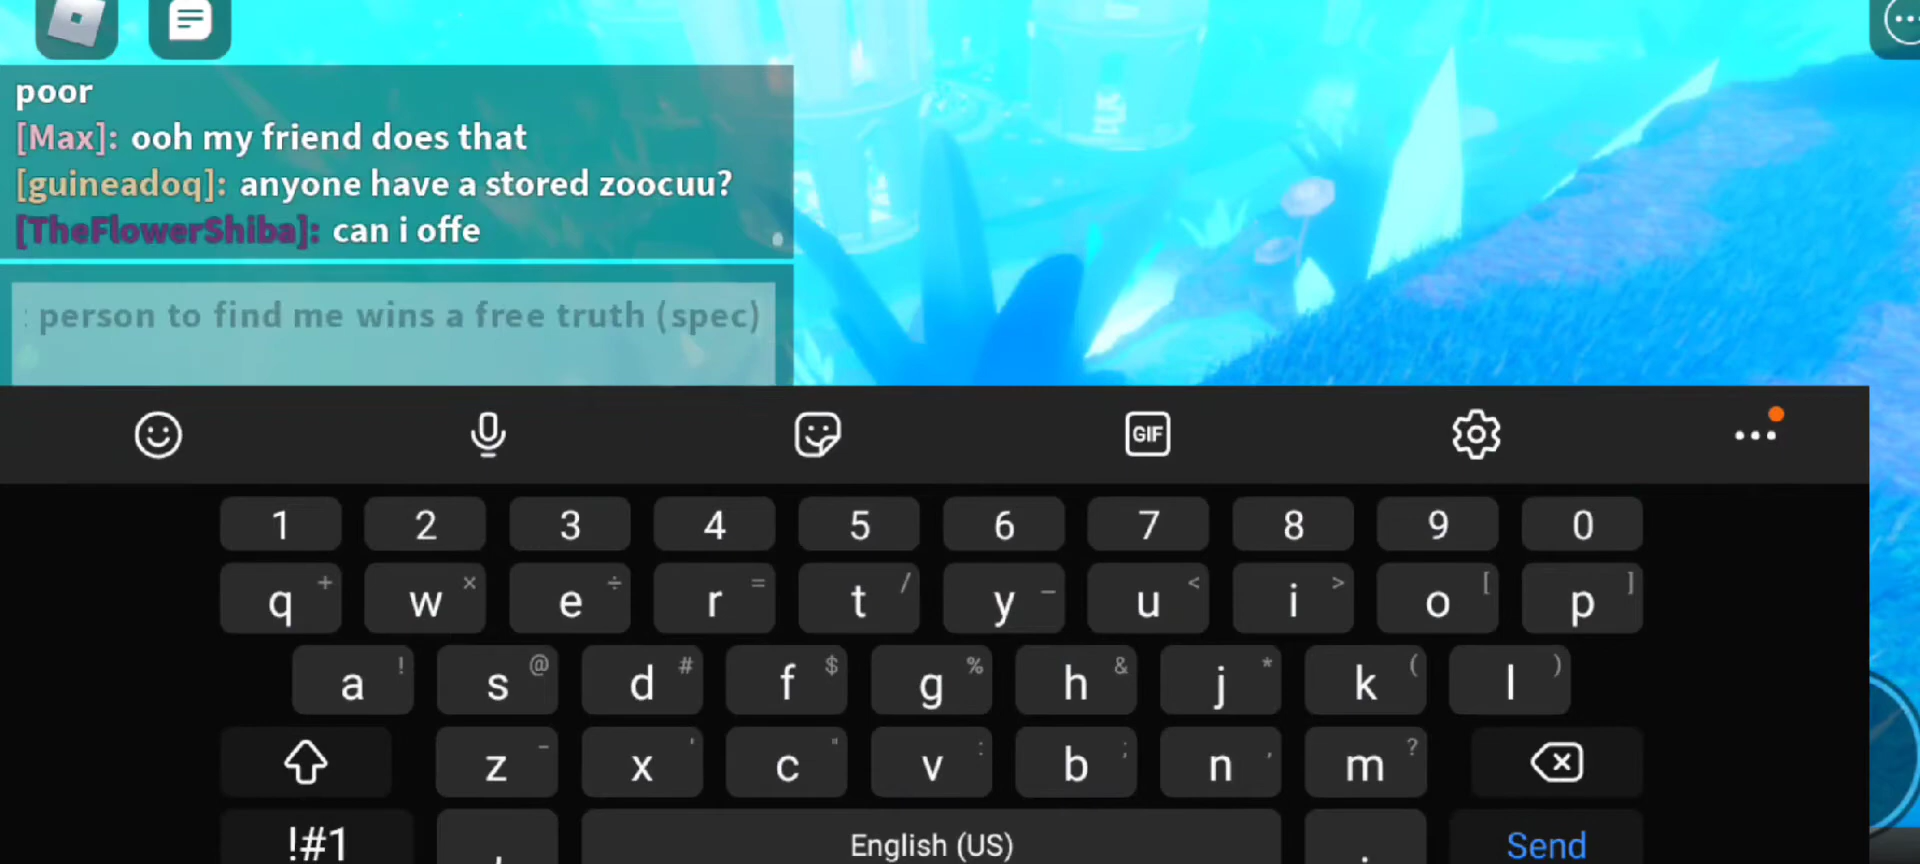 poor
[Max]: ooh my friend does that
[guineadoq]: anyone have a stored zoocuu?
[TheFlowerShiba]: can i offe
: person to find me wins a free truth (spec)
GIF
1 2 3 4 5 6 7 8 9 0
q + w × e ÷ r = t / y _ u < i > o [ p ]
a ! s @ d # f $ g % h & j * k ( l )
z - x ' c " v : b ; n , m ?
!#1 , English (US) . Send